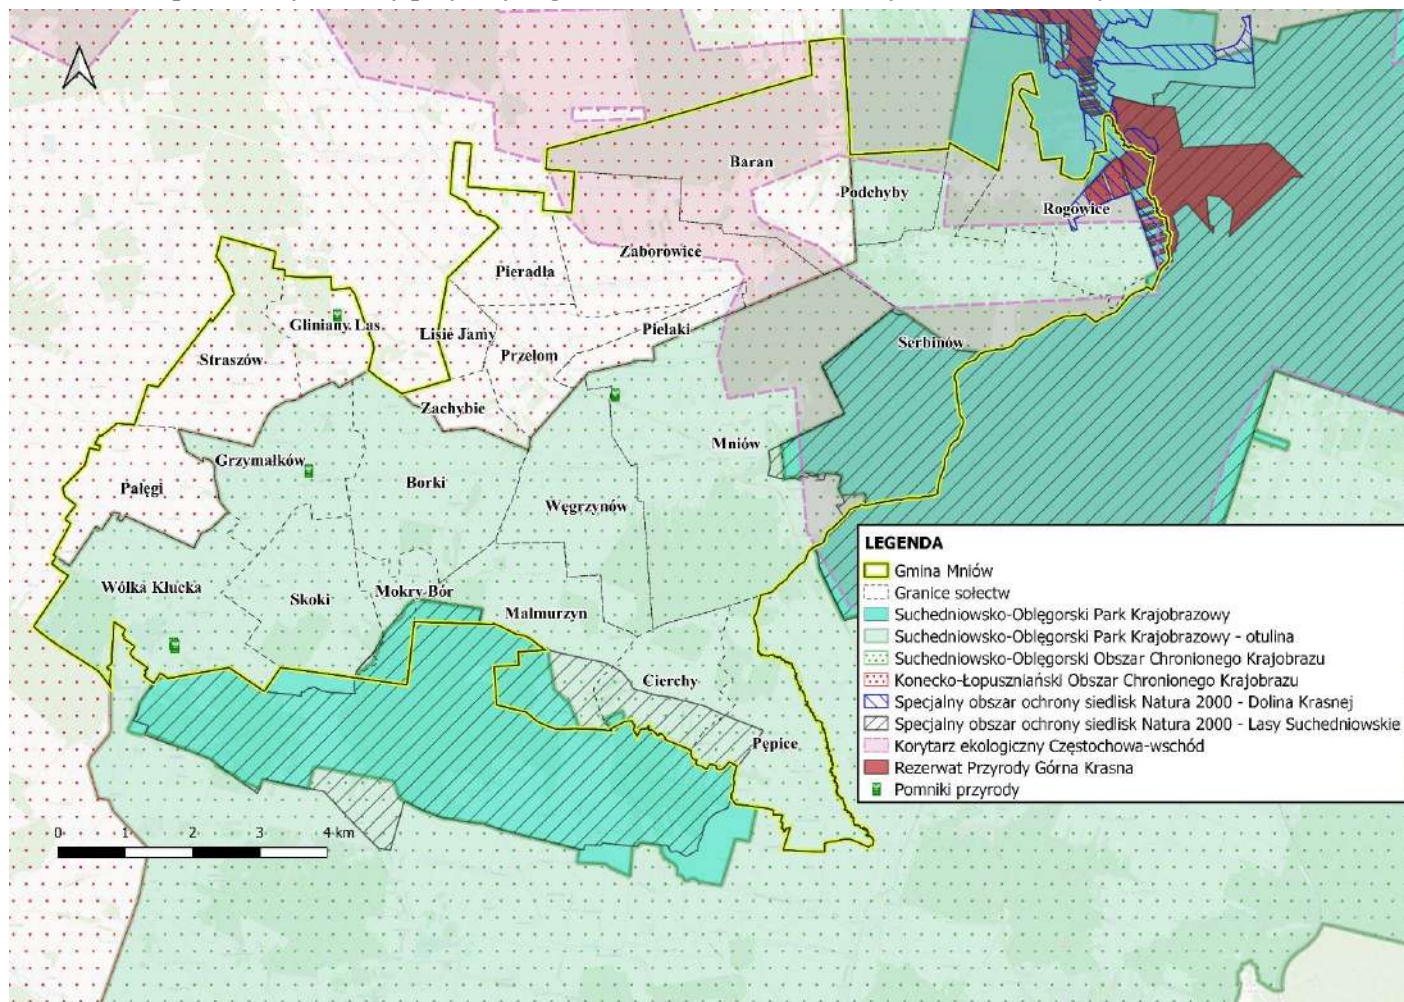 Baran
Podchyby
Rogowice
Zaborowice
Pieradła
Gliniany Las
Lisie Jamy
Pielaki
Przełom
Straszów
Serbinów
Zachybie
Mniów
Grzymałków
Borki
Pałęgi
Węgrzynów
Wólka Kłucka
Skoki
Mokry Bór
Malmurzyn
Cierchy
Pępice
LEGENDA
Gmina Mniów
Granice sołectw
Suchedniowsko-Oblęgorski Park Krajobrazowy
Suchedniowsko-Oblęgorski Park Krajobrazowy - otulina
Suchedniowsko-Oblęgorski Obszar Chronionego Krajobrazu
Konecko-Łopuszniański Obszar Chronionego Krajobrazu
Specjalny obszar ochrony siedlisk Natura 2000 - Dolina Krasnej
Specjalny obszar ochrony siedlisk Natura 2000 - Lasy Suchedniowskie
Korytarz ekologiczny Częstochowa-wschód
Rezerwat Przyrody Górna Krasna
Pomniki przyrody
0 1 2 3 4 km